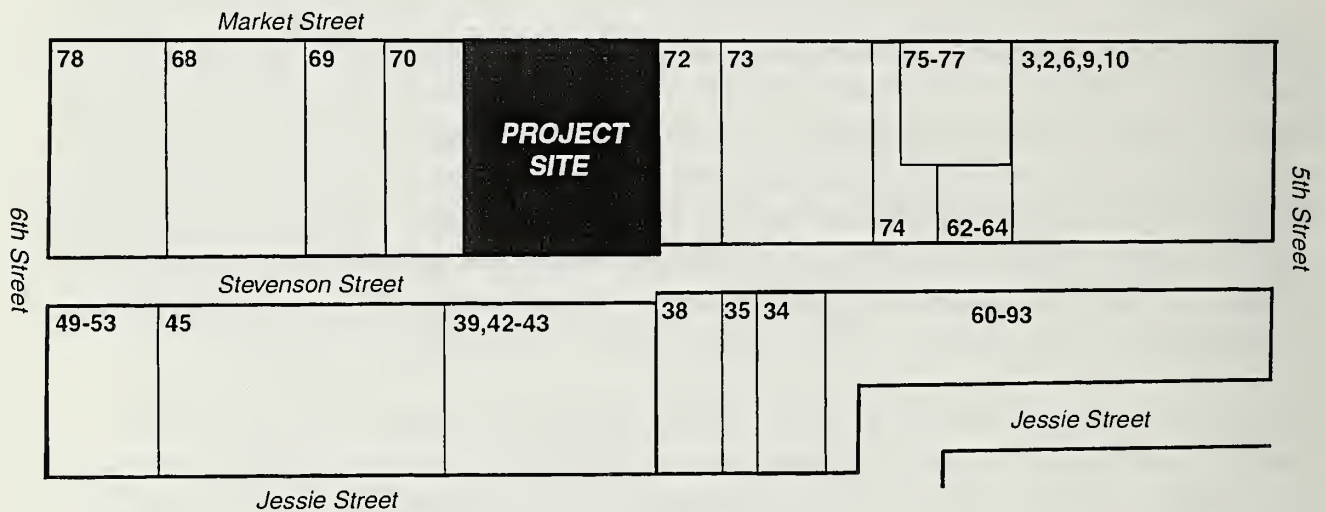 Market Street
78
68
69
70
PROJECT
SITE
72
73
75-77
3,2,6,9,10
74
62-64
6th Street
5th Street
Stevenson Street
49-53
45
39,42-43
38
35
34
60-93
Jessie Street
Jessie Street